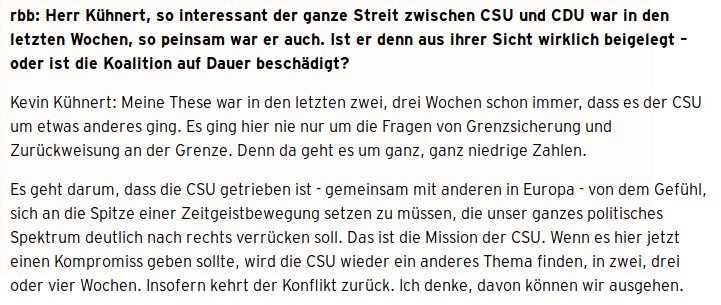 rbb: Herr Kühnert, so interessant der ganze Streit zwischen CSU und CDU war in den
letzten Wochen, so peinsam war er auch. Ist er denn aus ihrer Sicht wirklich beigelegt –
oder ist die Koalition auf Dauer beschädigt?
Kevin Kühnert: Meine These war in den letzten zwei, drei Wochen schon immer, dass es der CSU
um etwas anderes ging. Es ging hier nie nur um die Fragen von Grenzsicherung und
Zurückweisung an der Grenze. Denn da geht es um ganz, ganz niedrige Zahlen.
Es geht darum, dass die CSU getrieben ist - gemeinsam mit anderen in Europa - von dem Gefühl,
sich an die Spitze einer Zeitgeistbewegung setzen zu müssen, die unser ganzes politisches
Spektrum deutlich nach rechts verrücken soll. Das ist die Mission der CSU. Wenn es hier jetzt
einen Kompromiss geben sollte, wird die CSU wieder ein anderes Thema finden, in zwei, drei
oder vier Wochen. Insofern kehrt der Konflikt zurück. Ich denke, davon können wir ausgehen.